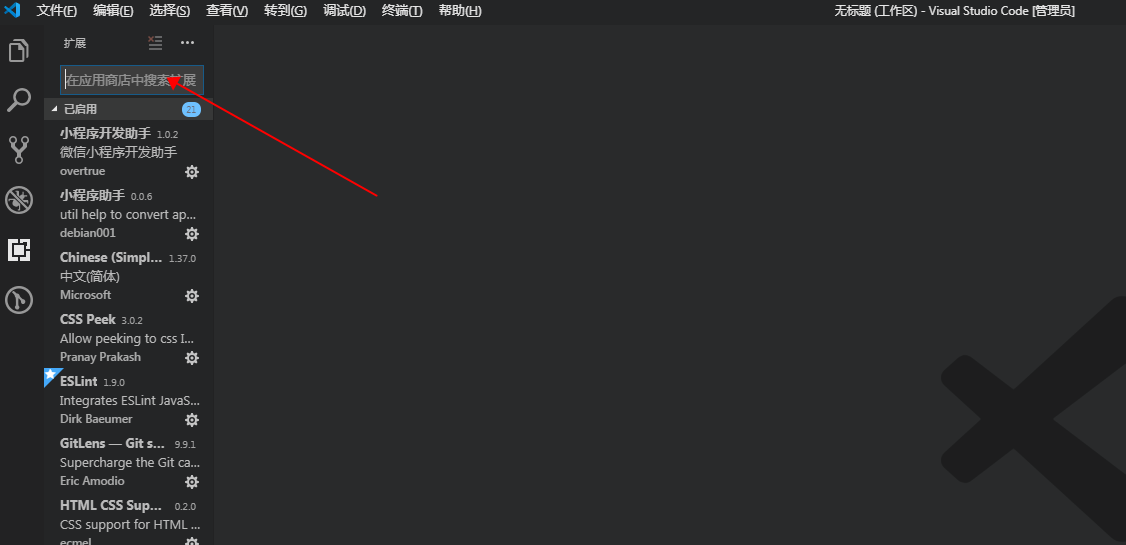 文件(F) 编辑(E) 选择(S) 查看(V) 转到(G) 调试(D) 终端(T) 帮助(H) 无标题 (工作区) - Visual Studio Code [管理员]
扩展
在应用商店中搜索扩展
已启用 21
小程序开发助手 1.0.2
微信小程序开发助手
overtrue
小程序助手 0.0.6
util help to convert ap...
debian001
Chinese (Simpl... 1.37.0
中文(简体)
Microsoft
CSS Peek 3.0.2
Allow peeking to css I...
Pranay Prakash
ESLint 1.9.0
Integrates ESLint JavaS...
Dirk Baeumer
GitLens — Git s... 9.9.1
Supercharge the Git ca...
Eric Amodio
HTML CSS Sup... 0.2.0
CSS support for HTML ...
ecmel